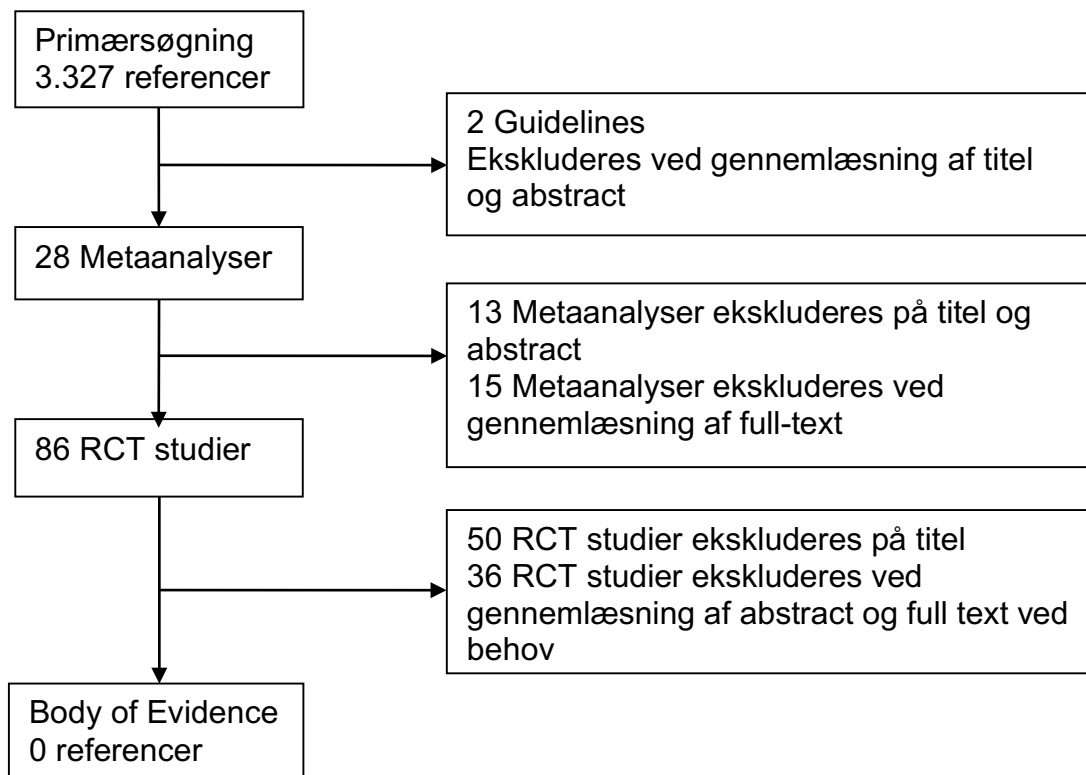 Primærsøgning
3.327 referencer
2 Guidelines
Ekskluderes ved gennemlæsning af titel
og abstract
28 Metaanalyser
13 Metaanalyser ekskluderes på titel og
abstract
15 Metaanalyser ekskluderes ved
gennemlæsning af full-text
86 RCT studier
50 RCT studier ekskluderes på titel
36 RCT studier ekskluderes ved
gennemlæsning af abstract og full text ved
behov
Body of Evidence
0 referencer